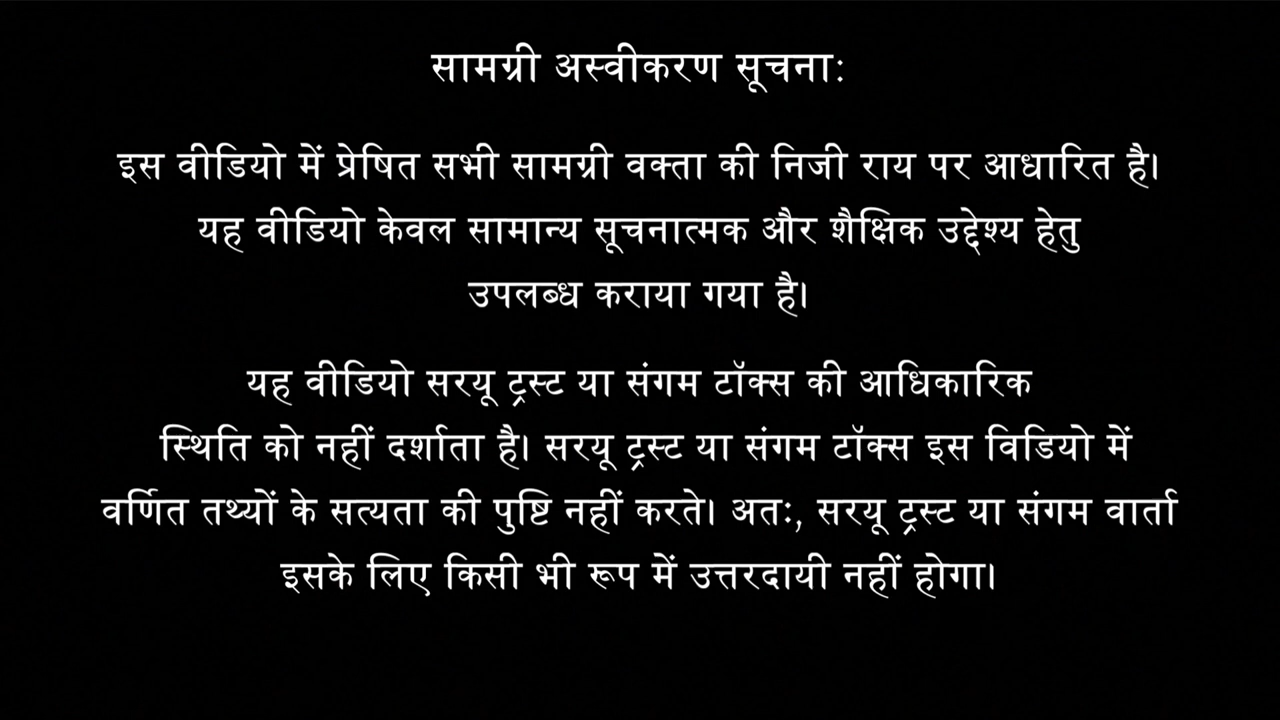 सामग्री अस्वीकरण सूचना:
इस वीडियो में प्रेषित सभी सामग्री वक्ता की निजी राय पर आधारित है।
यह वीडियो केवल सामान्य सूचनात्मक और शैक्षिक उद्देश्य हेतु
उपलब्ध कराया गया है।
यह वीडियो सरयू ट्रस्ट या संगम टॉक्स की आधिकारिक
स्थिति को नहीं दर्शाता है। सरयू ट्रस्ट या संगम टॉक्स इस विडियो में
वर्णित तथ्यों के सत्यता की पुष्टि नहीं करते। अतः, सरयू ट्रस्ट या संगम वार्ता
इसके लिए किसी भी रूप में उत्तरदायी नहीं होगा।